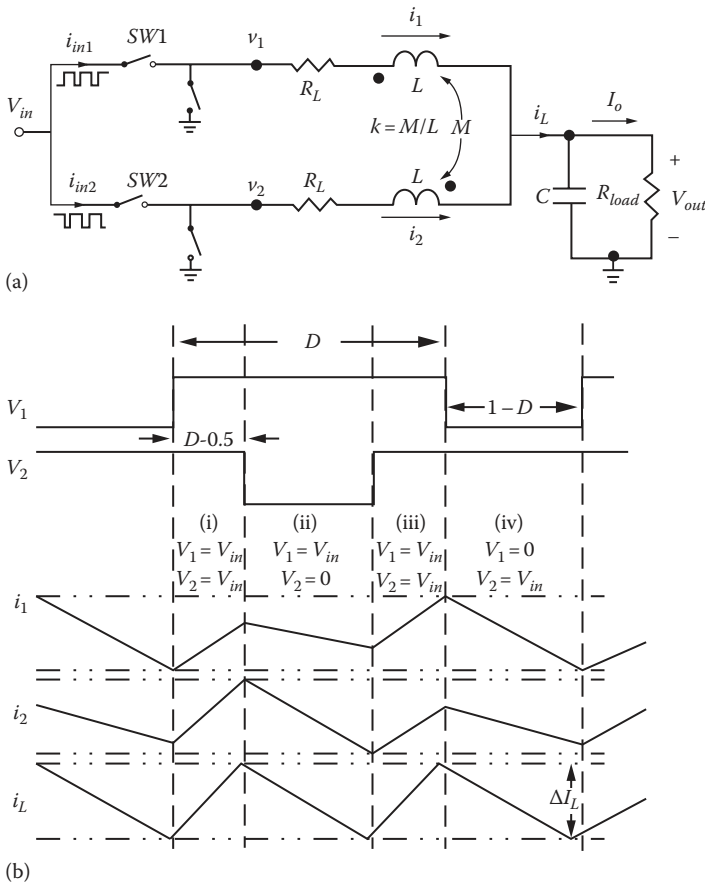 SW1
i_in1
v_1
i_1
R_L
L
V_in
k = M/L M
i_L
I_o
SW2
i_in2
v_2
R_L
L
i_2
C
R_load
+
V_out
–
(a)
D
V_1
1 – D
D-0.5
V_2
(i) (ii) (iii) (iv)
V_1 = V_in V_1 = V_in V_1 = V_in V_1 = 0
V_2 = V_in V_2 = 0 V_2 = V_in V_2 = V_in
i_1
i_2
i_L
ΔI_L
(b)